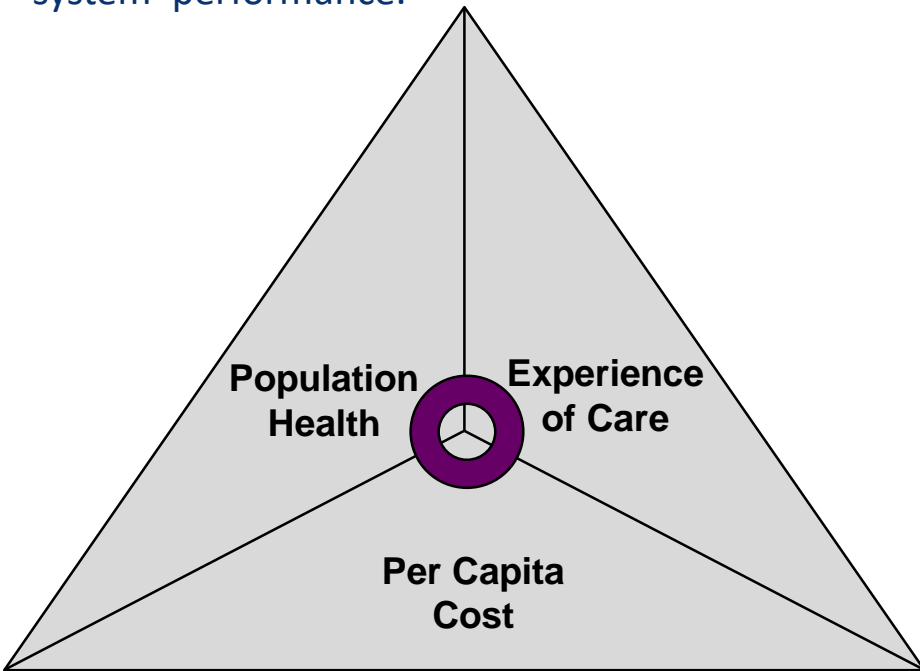 system performance.
Population
Health
Experience
of Care
Per Capita
Cost